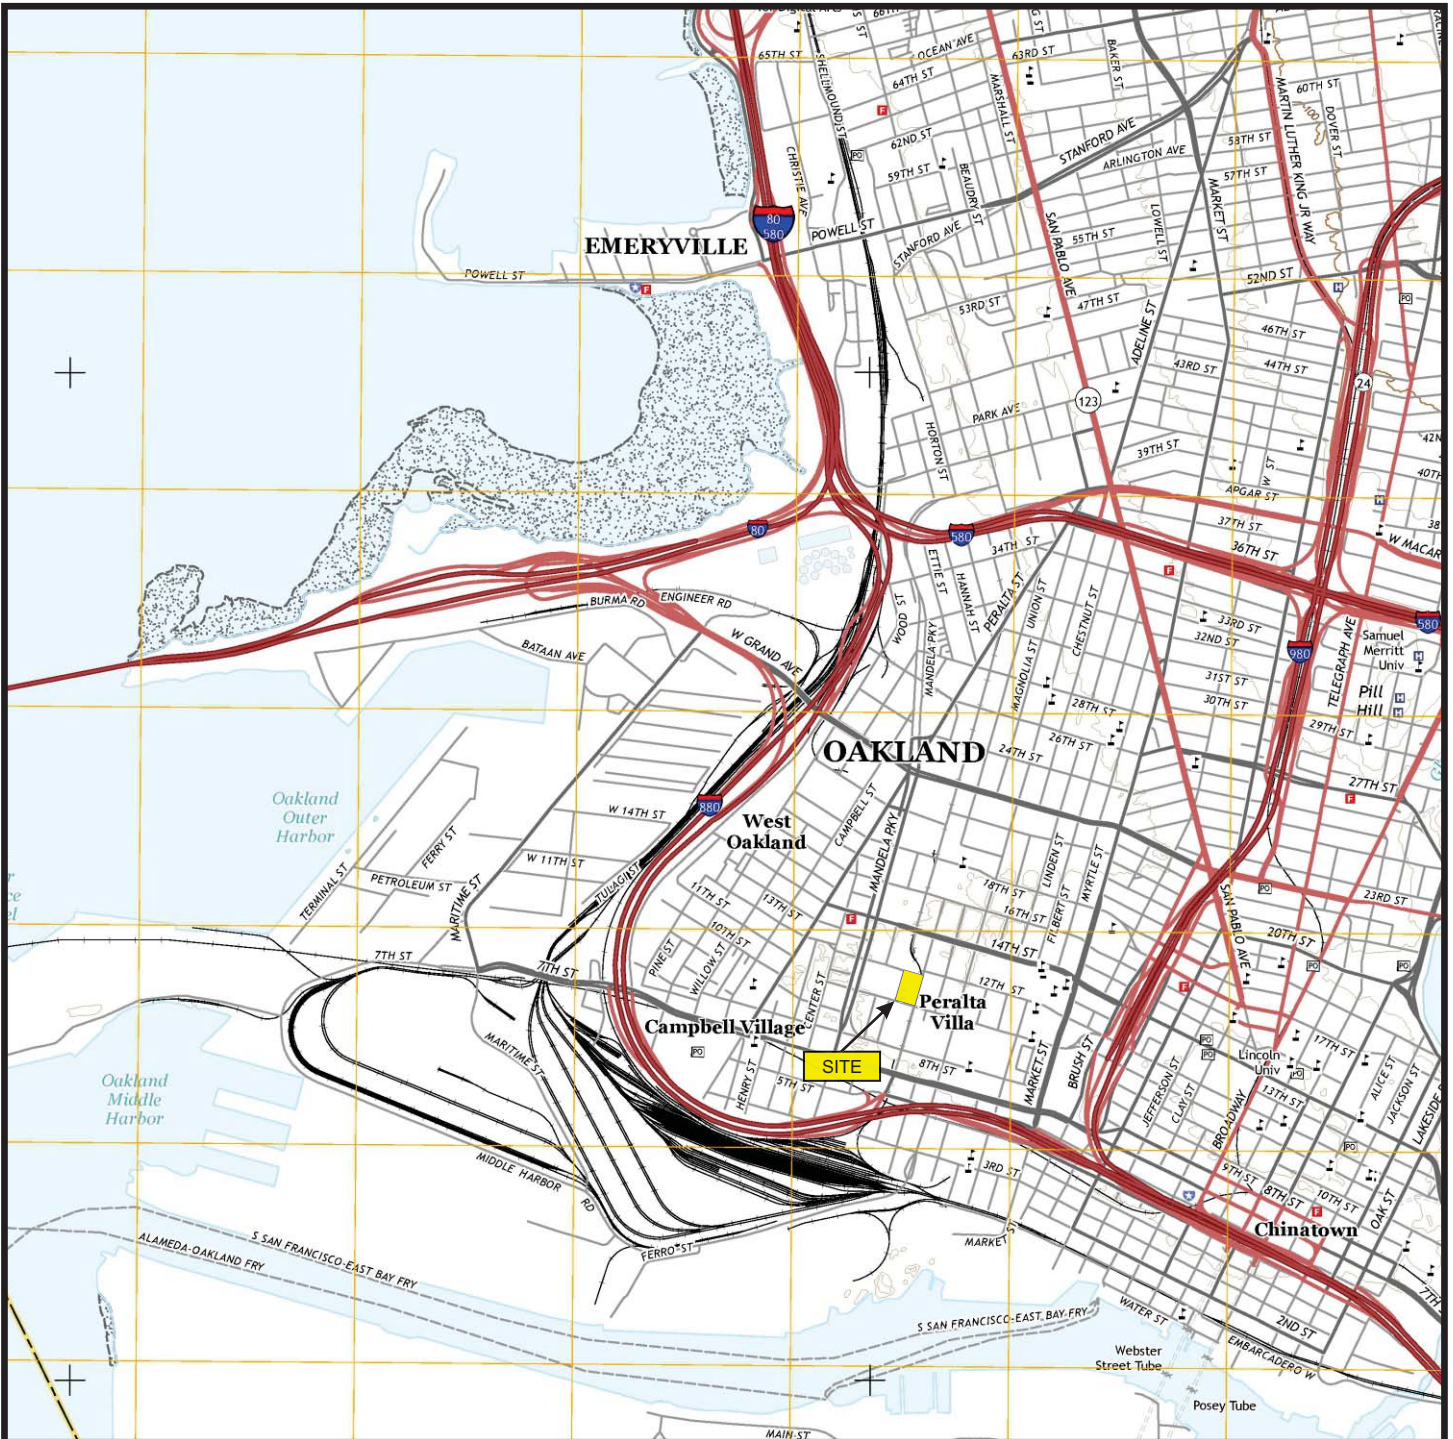 65TH ST
SHELLMOUND ST
OCEAN AVE
64TH ST
63RD ST
MARSHALL ST
BAKER ST
60TH ST
DOVER ST
100
MARTIN LUTHER KING JR WAY
62ND ST
59TH ST
STANFORD AVE
ARLINGTON AVE
58TH ST
57TH ST
CHRISTIE AVE
BEAUDRY ST
LOWELL ST
MARKET ST
80
580
POWELL ST
EMERYVILLE
STANFORD AVE
SAN PABLO AVE
55TH ST
52ND ST
POWELL ST
53RD ST
47TH ST
ADELINE ST
46TH ST
43RD ST
44TH ST
24
123
PARK AVE
HORTON ST
39TH ST
W ST
42N
40TH
APGAR ST
37TH ST
38
36TH ST
W MACAR
80
580
34TH ST
ETTIE ST
HANNAH ST
PERALTA ST
UNION ST
CHESTNUT ST
BURMA RD
ENGINEER RD
WOOD ST
MANDELA PKY
33RD ST
32ND ST
980
580
TELEGRAPH AVE
Samuel
Merritt
Univ
BATAAN AVE
W GRAND AVE
MAGNOLIA ST
31ST ST
30TH ST
Pill
Hill
28TH ST
29TH ST
26TH ST
24TH ST
OAKLAND
27TH ST
Oakland
Outer
Harbor
880
W 14TH ST
West
Oakland
CAMPBELL ST
MANDELA PKY
FERRY ST
W 11TH ST
TULAGI ST
PETROLEUM ST
TERMINAL ST
MARITIME ST
11TH ST
13TH ST
10TH ST
18TH ST
16TH ST
14TH ST
LINDEN ST
FILBERT ST
MYRTLE ST
SAN PABLO AVE
23RD ST
20TH ST
7TH ST
7TH ST
PINE ST
WILLOW ST
CENTER ST
12TH ST
Peralta
Villa
Campbell Village
SITE
MARITIME ST
HENRY ST
5TH ST
8TH ST
MARKET ST
BRUSH ST
Lincoln
Univ
17TH ST
13TH ST
JEFFERSON ST
CLAY ST
BROADWAY
ALICE ST
JACKSON ST
LAKESIDE
Oakland
Middle
Harbor
MIDDLE HARBOR
RD
3RD ST
9TH ST
8TH ST
10TH ST
OAK ST
Chinatown
MARKET ST
FERRO ST
S SAN FRANCISCO-EAST BAY FRY
ALAMEDA-OAKLAND FRY
S SAN FRANCISCO-EAST BAY FRY
WATER ST
2ND ST
EMBARCADERO W
7TH
Webster
Street Tube
Posey Tube
MAIN ST